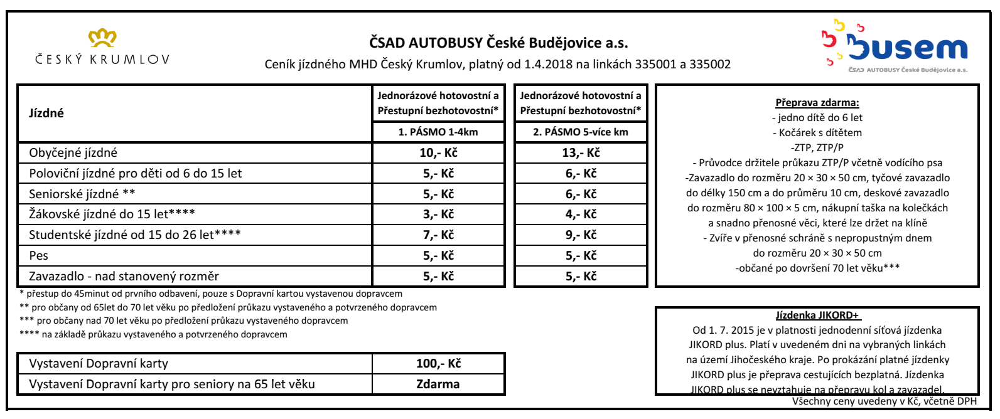 ČESKÝ KRUMLOV
ČSAD AUTOBUSY České Budějovice a.s.
Ceník jízdného MHD Český Krumlov, platný od 1.4.2018 na linkách 335001 a 335002
busem
ČSAD AUTOBUSY České Budějovice a.s.
Jízdné
Jednorázové hotovostní a
Přestupní bezhotovostní*
1. PÁSMO 1-4km
Jednorázové hotovostní a
Přestupní bezhotovostní*
2. PÁSMO 5-více km
Obyčejné jízdné 10,- Kč 13,- Kč
Poloviční jízdné pro děti od 6 do 15 let 5,- Kč 6,- Kč
Seniorské jízdné ** 5,- Kč 6,- Kč
Žákovské jízdné do 15 let**** 3,- Kč 4,- Kč
Studentské jízdné od 15 do 26 let**** 7,- Kč 9,- Kč
Pes 5,- Kč 5,- Kč
Zavazadlo - nad stanovený rozměr 5,- Kč 5,- Kč
* přestup do 45minut od prvního odbavení, pouze s Dopravní kartou vystavenou dopravcem
** pro občany od 65let do 70 let věku po předložení průkazu vystaveného a potvrzeného dopravcem
*** pro občany nad 70 let věku po předložení průkazu vystaveného dopravcem
**** na základě průkazu vystaveného a potvrzeného dopravcem
Vystavení Dopravní karty 100,- Kč
Vystavení Dopravní karty pro seniory na 65 let věku Zdarma
Přeprava zdarma:
- jedno dítě do 6 let
- Kočárek s dítětem
-ZTP, ZTP/P
- Průvodce držitele průkazu ZTP/P včetně vodícího psa
-Zavazadlo do rozměru 20 × 30 × 50 cm, tyčové zavazadlo
do délky 150 cm a do průměru 10 cm, deskové zavazadlo
do rozměru 80 × 100 × 5 cm, nákupní taška na kolečkách
a snadno přenosné věci, které lze držet na klíně
- Zvíře v přenosné schráně s nepropustným dnem
do rozměru 20 × 30 × 50 cm
-občané po dovršení 70 let věku***
Jízdenka JIKORD+
Od 1. 7. 2015 je v platnosti jednodenní síťová jízdenka
JIKORD plus. Platí v uvedeném dni na vybraných linkách
na území Jihočeského kraje. Po prokázání platné jízdenky
JIKORD plus je přeprava cestujících bezplatná. Jízdenka
JIKORD plus se nevztahuje na přepravu kol a zavazadel.
Všechny ceny uvedeny v Kč, včetně DPH